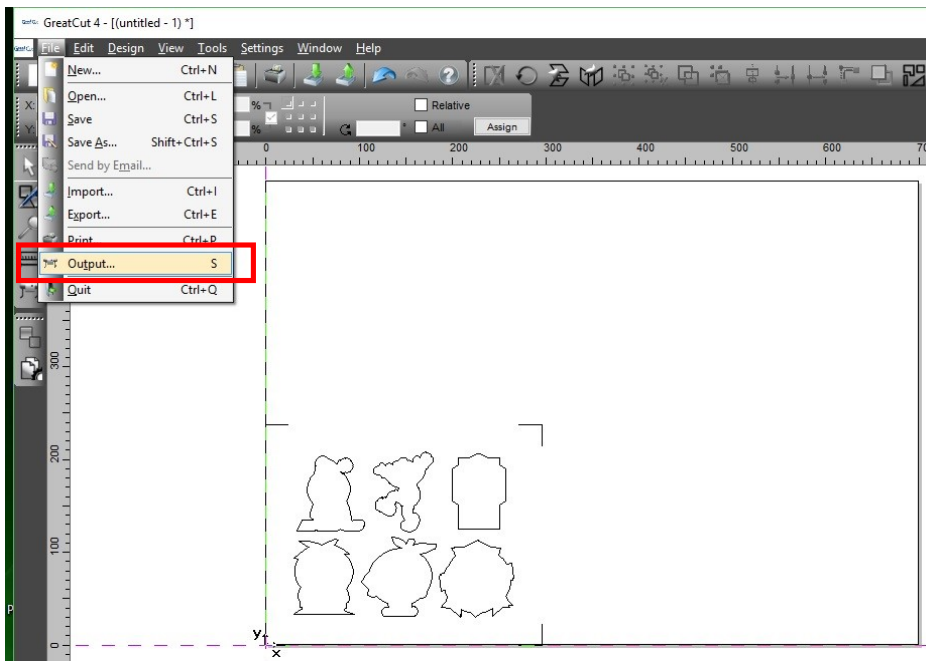 GreatCut 4 - [(untitled - 1) *]
File Edit Design View Tools Settings Window Help
New... Ctrl+N
Open... Ctrl+L
Save Ctrl+S
Save As... Shift+Ctrl+S
Send by Email...
Import... Ctrl+I
Export... Ctrl+E
Print... Ctrl+P
Output... S
Quit Ctrl+Q
X:
Y:
%
%
°
Relative
All
Assign
0 100 200 300 400 500 600 70
300
200
100
0
y
x
P